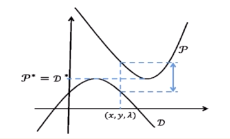 𝒫
𝒫* = 𝒟*
(x, y, λ)
𝒟